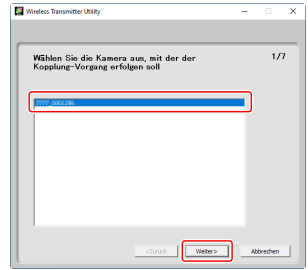 Wireless Transmitter Utility
Wählen Sie die Kamera aus, mit der der
Kopplung-Vorgang erfolgen soll
1/7
<Zurück
Weiter>
Abbrechen